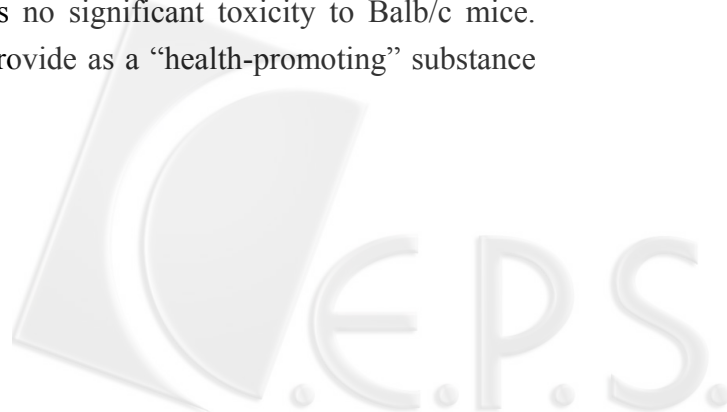 s no significant toxicity to Balb/c mice.
rovide as a “health-promoting” substance
C.E.P.S.